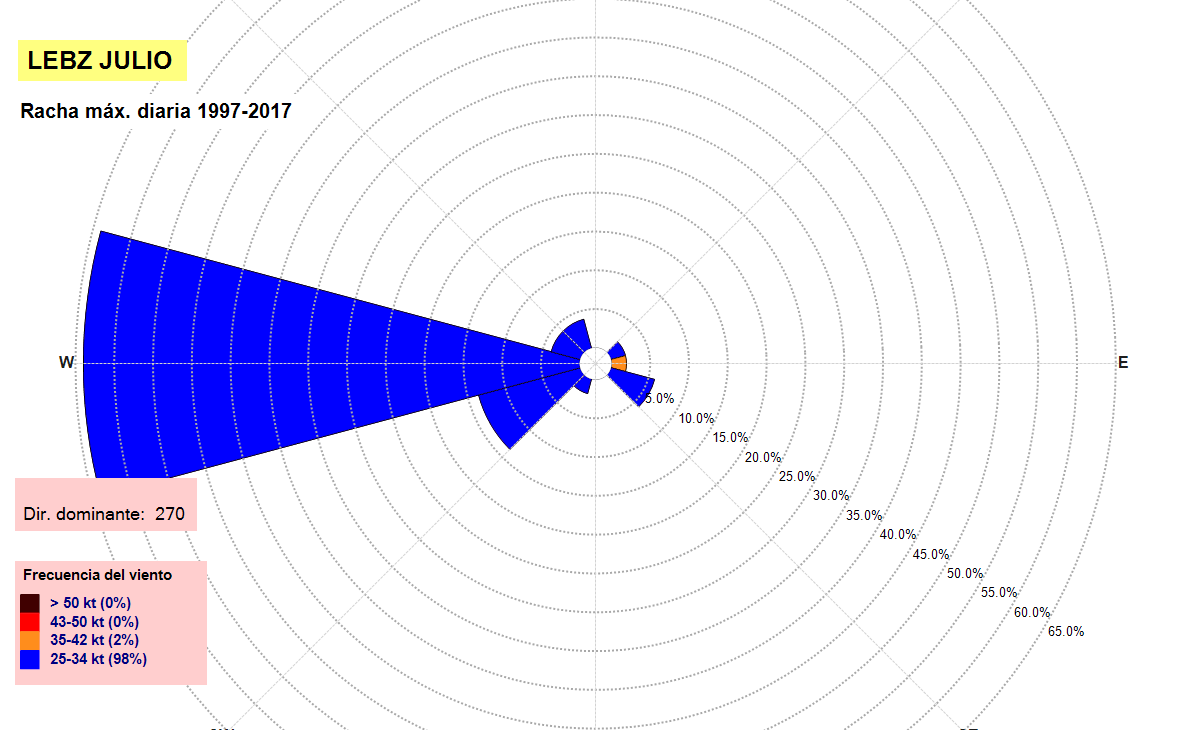 LEBZ JULIO
Racha máx. diaria 1997-2017
W
E
5.0%
10.0%
15.0%
20.0%
25.0%
30.0%
35.0%
40.0%
45.0%
50.0%
55.0%
60.0%
65.0%
Dir. dominante: 270
Frecuencia del viento
> 50 kt (0%)
43-50 kt (0%)
35-42 kt (2%)
25-34 kt (98%)